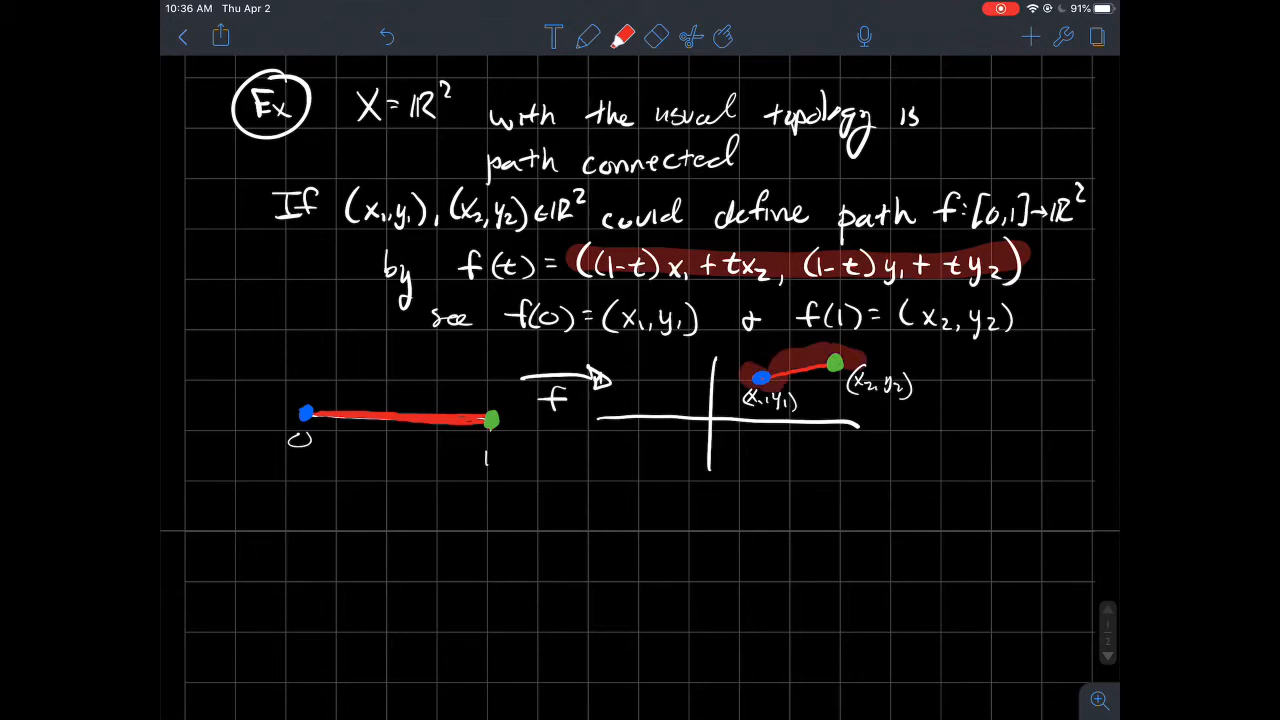 10:36 AM Thu Apr 2
91%
Ex X = ℝ² with the usual topology is
path connected
If (x₁,y₁), (x₂,y₂) ∈ ℝ² could define path f:[0,1]→ℝ²
by f(t) = ((1-t)x₁ + tx₂, (1-t)y₁ + ty₂)
see f(0) = (x₁,y₁) & f(1) = (x₂,y₂)
f
(x₁,y₁)
(x₂,y₂)
0
1
1
2